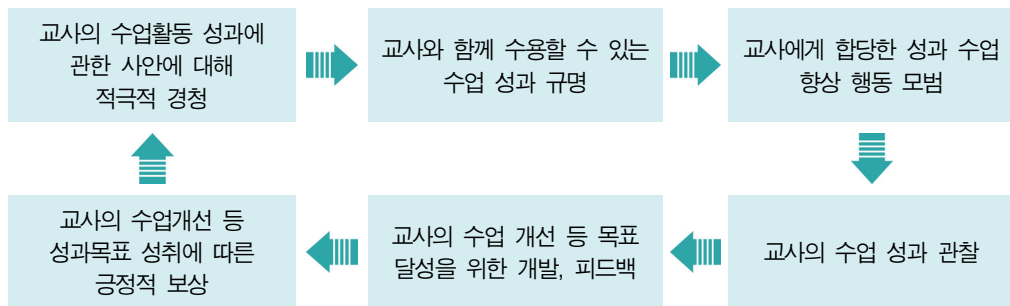 교사의 수업활동 성과에
관한 사안에 대해
적극적 경청
교사와 함께 수용할 수 있는
수업 성과 규명
교사에게 합당한 성과 수업
향상 행동 모범
교사의 수업 성과 관찰
교사의 수업 개선 등 목표
달성을 위한 개발, 피드백
교사의 수업개선 등
성과목표 성취에 따른
긍정적 보상